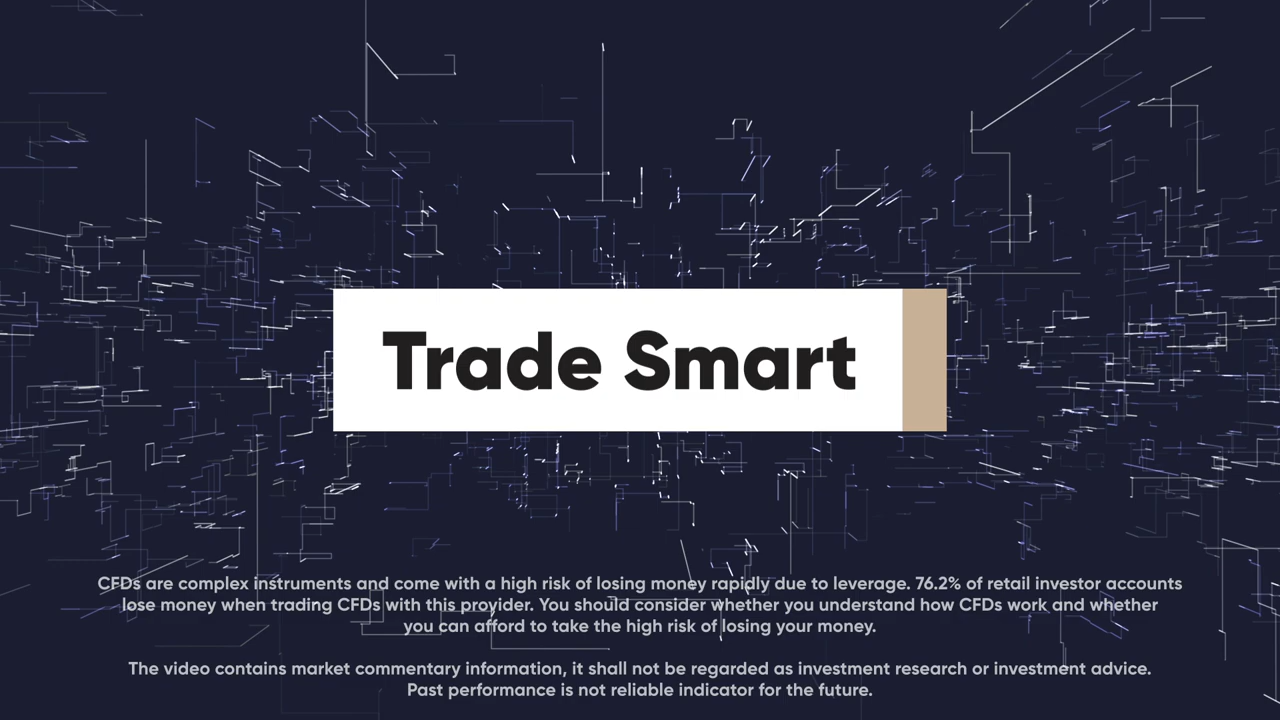 Trade Smart
CFDs are complex instruments and come with a high risk of losing money rapidly due to leverage. 76.2% of retail investor accounts
lose money when trading CFDs with this provider. You should consider whether you understand how CFDs work and whether
you can afford to take the high risk of losing your money.
The video contains market commentary information, it shall not be regarded as investment research or investment advice.
Past performance is not reliable indicator for the future.